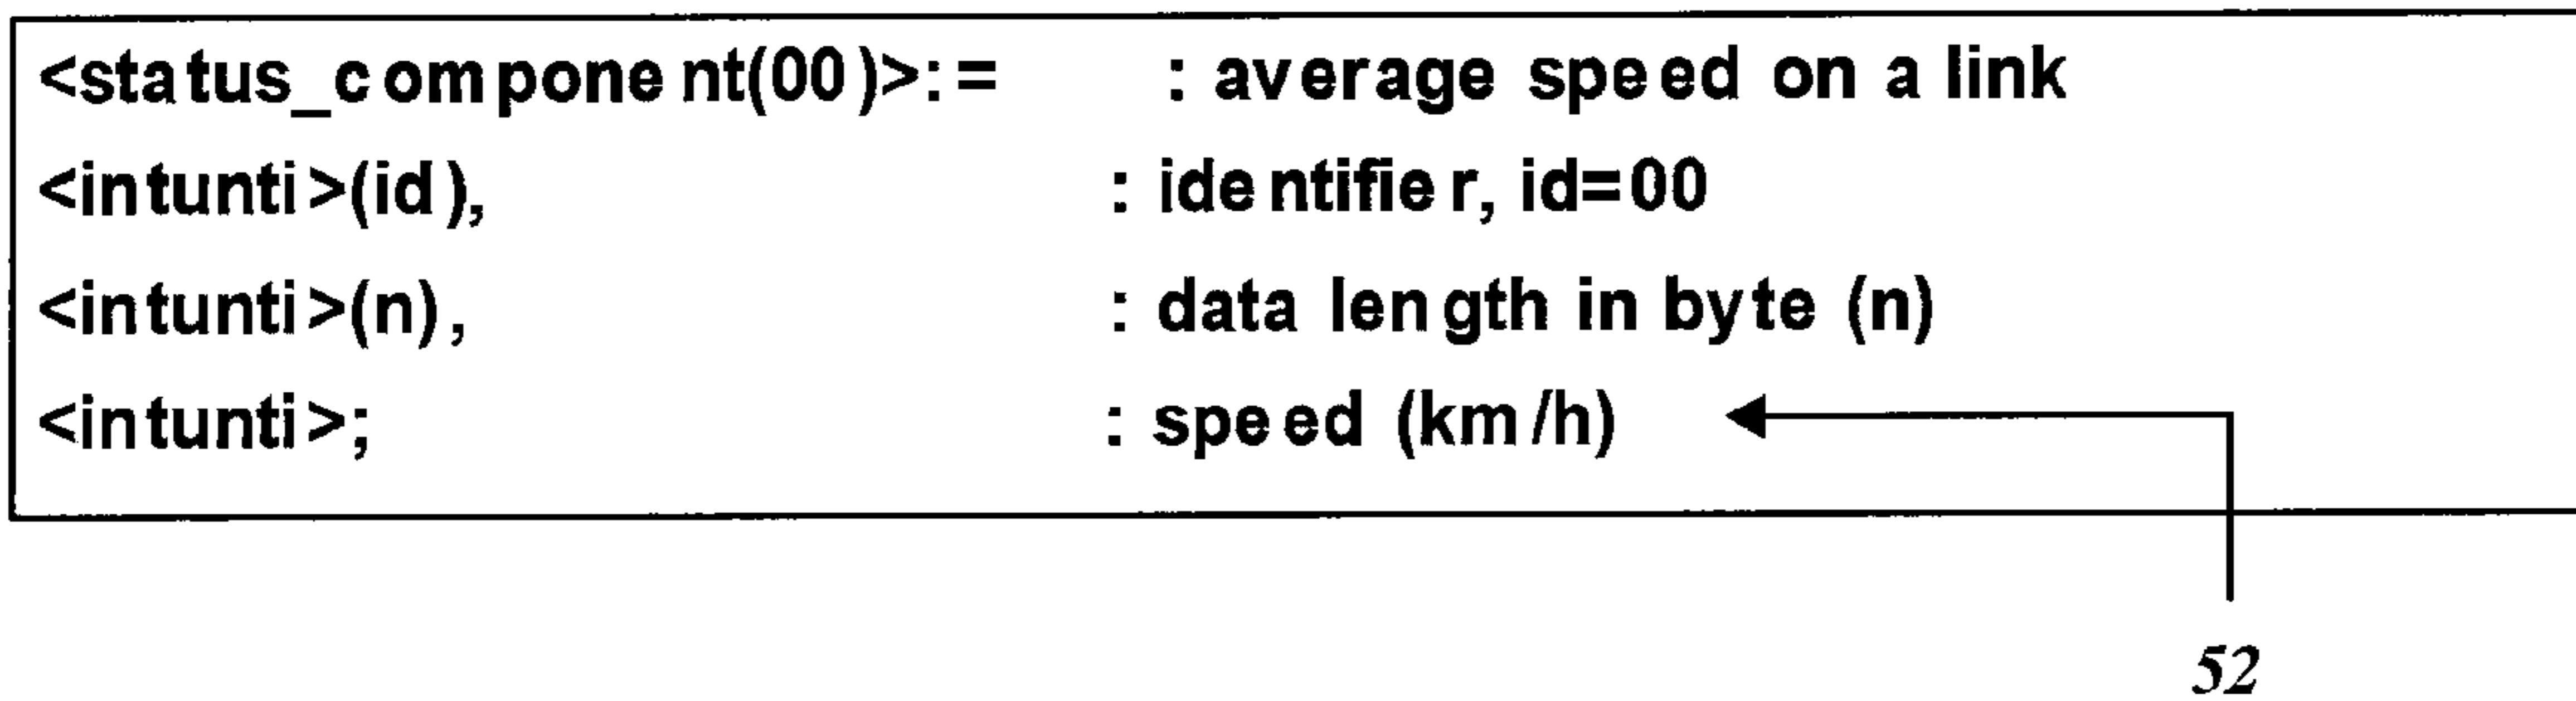 <status_component(00)>:= : average speed on a link
<intunti>(id), : identifier, id=00
<intunti>(n), : data length in byte (n)
<intunti>; : speed (km/h)
52